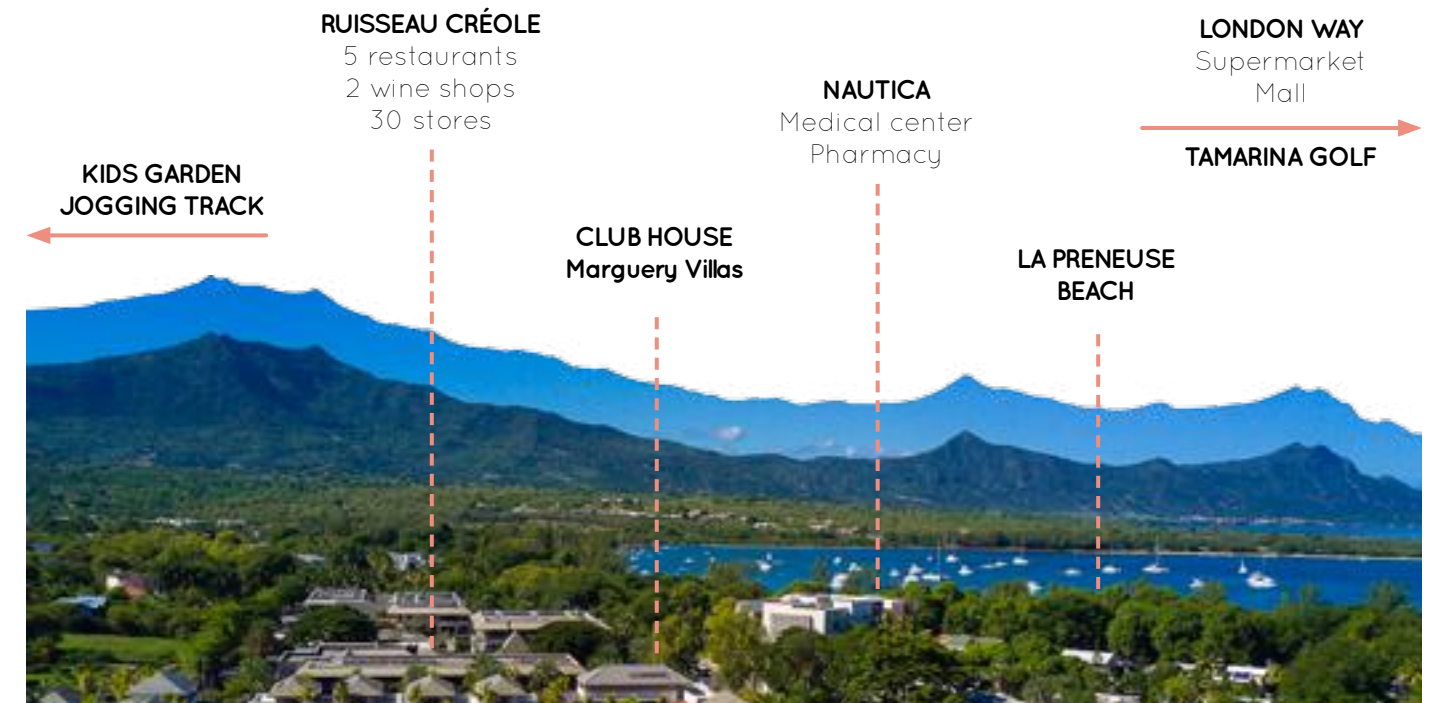 RUISSEAU CRÉOLE
5 restaurants
2 wine shops
30 stores
LONDON WAY
Supermarket
Mall
TAMARINA GOLF
NAUTICA
Medical center
Pharmacy
KIDS GARDEN
JOGGING TRACK
CLUB HOUSE
Marguery Villas
LA PRENEUSE
BEACH